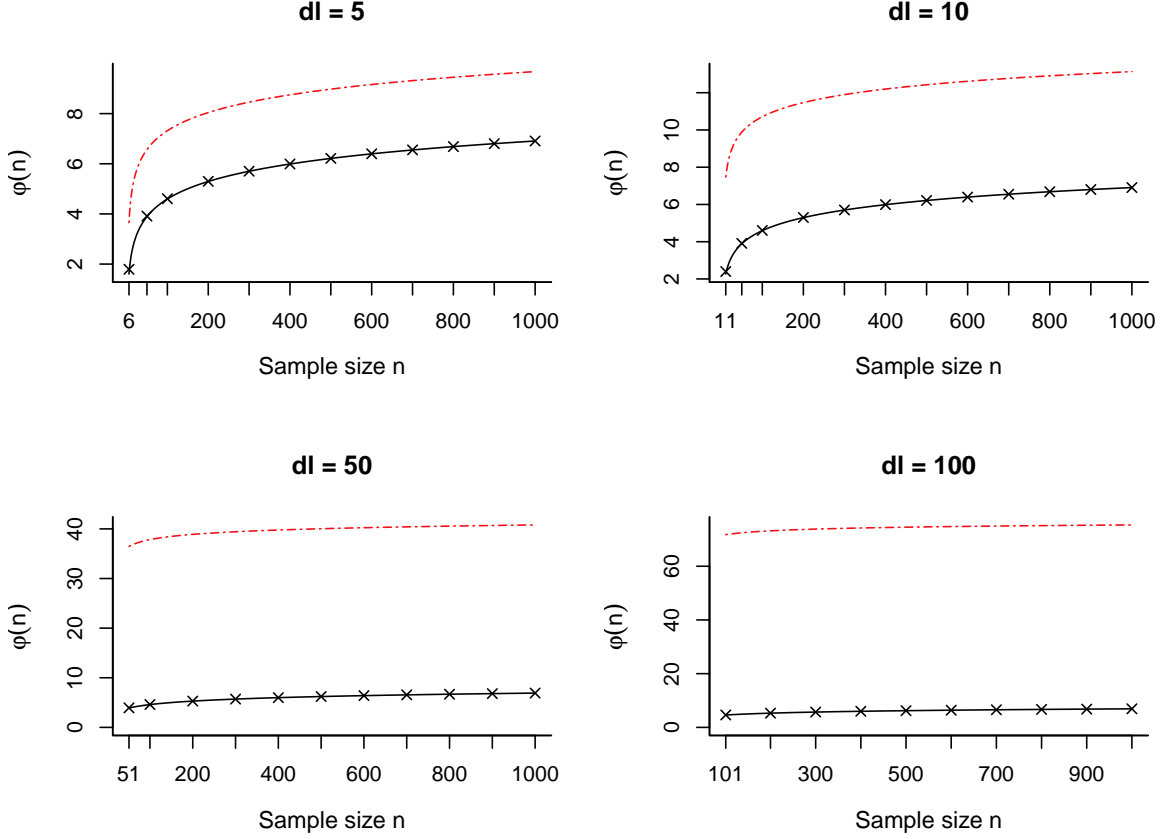 dl = 5
φ(n)
8
6
4
2
6 200 400 600 800 1000
Sample size n
dl = 10
φ(n)
10
8
6
4
2
11 200 400 600 800 1000
Sample size n
dl = 50
φ(n)
40
30
20
10
0
51 200 400 600 800 1000
Sample size n
dl = 100
φ(n)
60
40
20
0
101 300 500 700 900
Sample size n